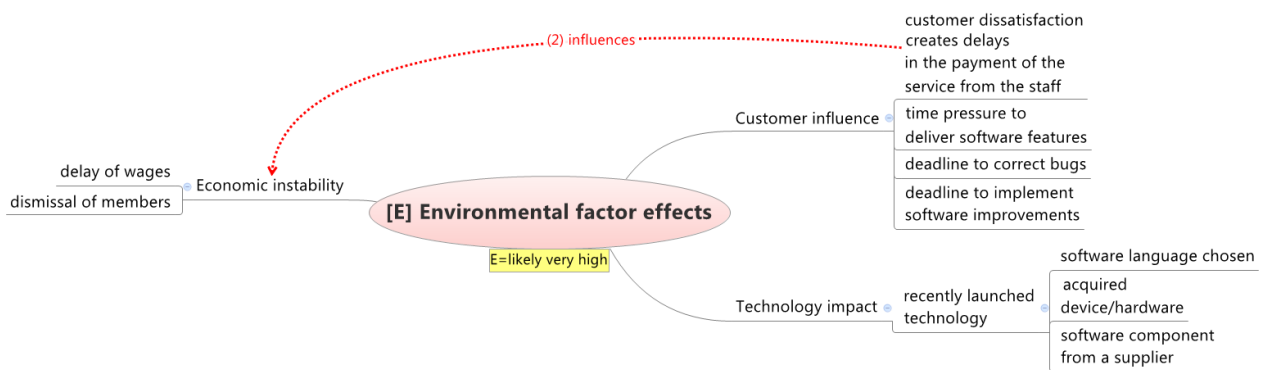 customer dissatisfaction
creates delays
in the payment of the
service from the staff
(2) influences
Customer influence
time pressure to
deliver software features
deadline to correct bugs
deadline to implement
software improvements
delay of wages
dismissal of members
Economic instability
[E] Environmental factor effects
E=likely very high
Technology impact
recently launched
technology
software language chosen
acquired
device/hardware
software component
from a supplier